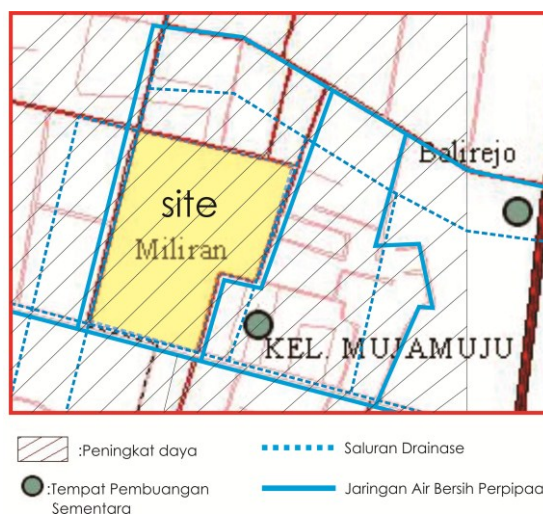 Balirejo
site
Miliran
KEL. MUJAMUJU
:Peningkat daya
Saluran Drainase
:Tempat Pembuangan
Sementara
Jaringan Air Bersih Perpipaa